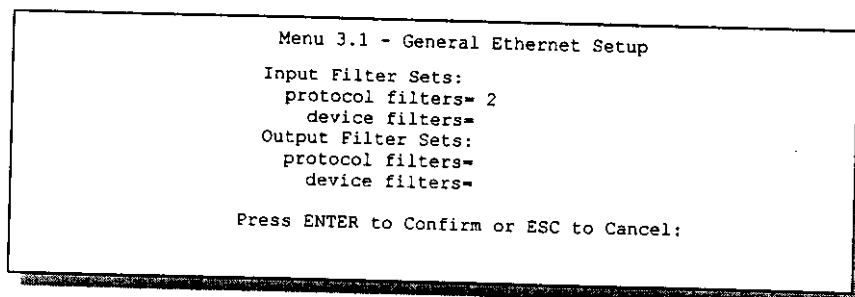 Menu 3.1 - General Ethernet Setup
Input Filter Sets:
protocol filters= 2
device filters=
Output Filter Sets:
protocol filters=
device filters=
Press ENTER to Confirm or ESC to Cancel: